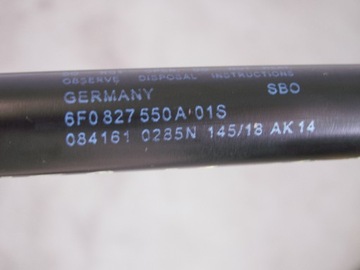 OBSERVE DISPOSAL INSTRUCTIONS
GERMANY SBO
6F0 827 550 A 01S
084161 0285N 145/18 AK14